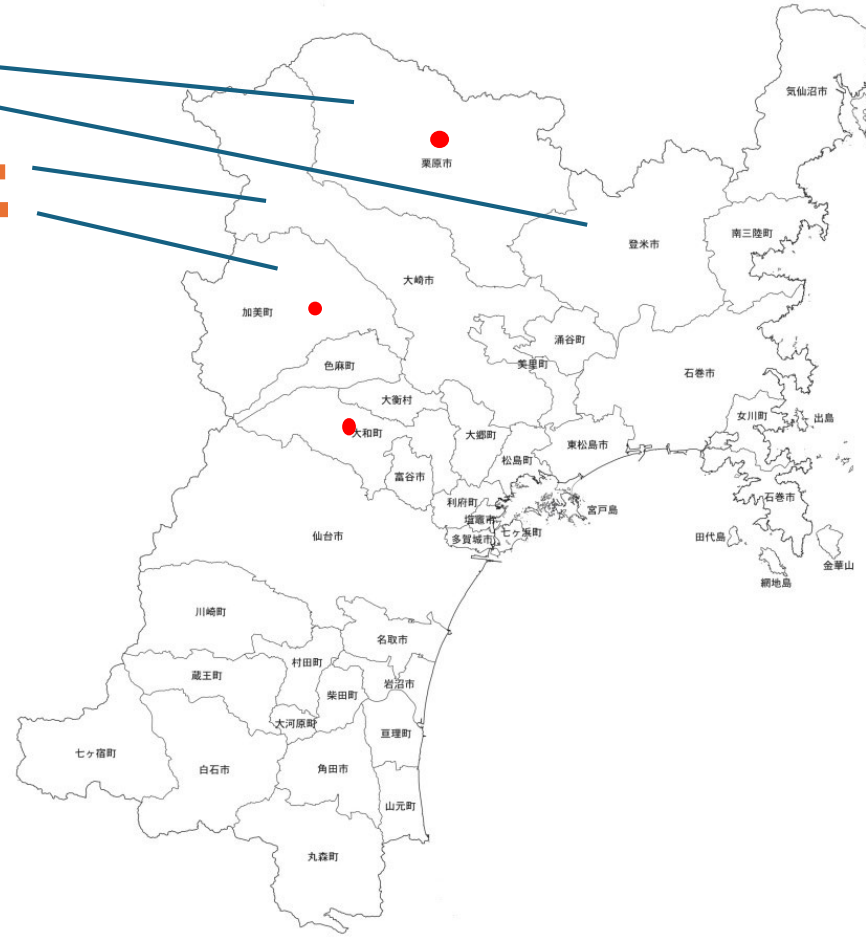 気仙沼市
栗原市
南三陸町
登米市
大崎市
加美町
涌谷町
美里町
色麻町
石巻市
大衡村
女川町
出島
大和町
大郷町
東松島市
松島町
富谷市
石巻市
利府町
宮戸島
塩竈市
七ヶ浜町
仙台市
多賀城市
田代島
金華山
網地島
川崎町
名取市
村田町
蔵王町
岩沼市
柴田町
大河原町
亘理町
七ヶ宿町
白石市
角田市
山元町
丸森町